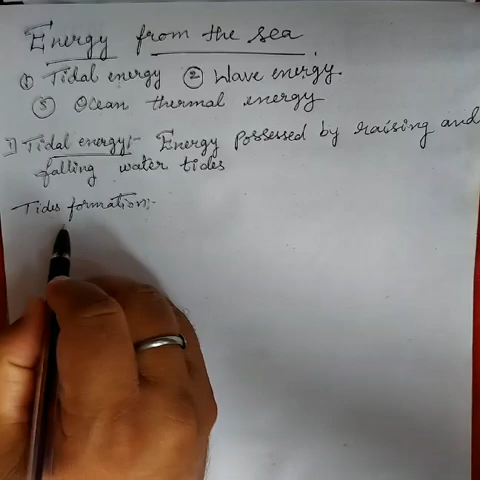 Energy from the sea.
① Tidal energy ② Wave energy.
③ Ocean thermal energy
1) Tidal energy:- Energy possessed by raising and
falling water tides
Tides formation:-